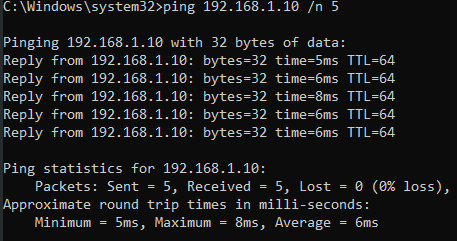 C:\Windows\system32>ping 192.168.1.10 /n 5
Pinging 192.168.1.10 with 32 bytes of data:
Reply from 192.168.1.10: bytes=32 time=5ms TTL=64
Reply from 192.168.1.10: bytes=32 time=6ms TTL=64
Reply from 192.168.1.10: bytes=32 time=8ms TTL=64
Reply from 192.168.1.10: bytes=32 time=6ms TTL=64
Reply from 192.168.1.10: bytes=32 time=6ms TTL=64
Ping statistics for 192.168.1.10:
    Packets: Sent = 5, Received = 5, Lost = 0 (0% loss),
Approximate round trip times in milli-seconds:
    Minimum = 5ms, Maximum = 8ms, Average = 6ms